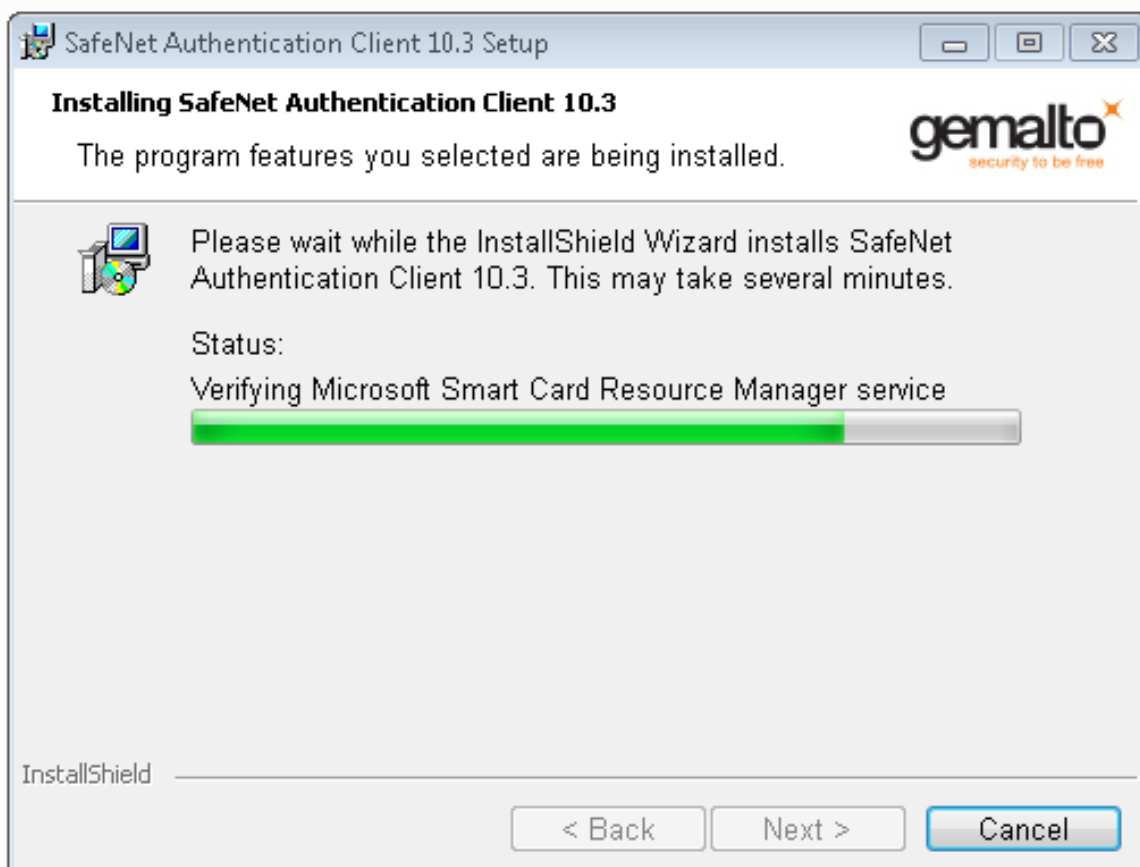 SafeNet Authentication Client 10.3 Setup
Installing SafeNet Authentication Client 10.3
The program features you selected are being installed.
gemalto
security to be free
Please wait while the InstallShield Wizard installs SafeNet
Authentication Client 10.3. This may take several minutes.
Status:
Verifying Microsoft Smart Card Resource Manager service
InstallShield
< Back
Next >
Cancel